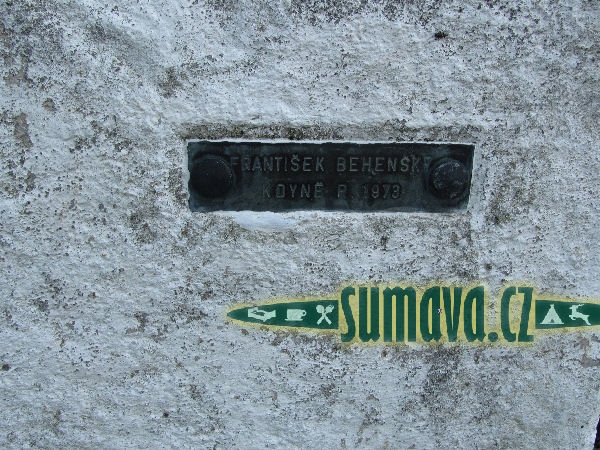 FRANTIŠEK BEHENSKÝ
KDYNĚ P. 1973
sumava.cz